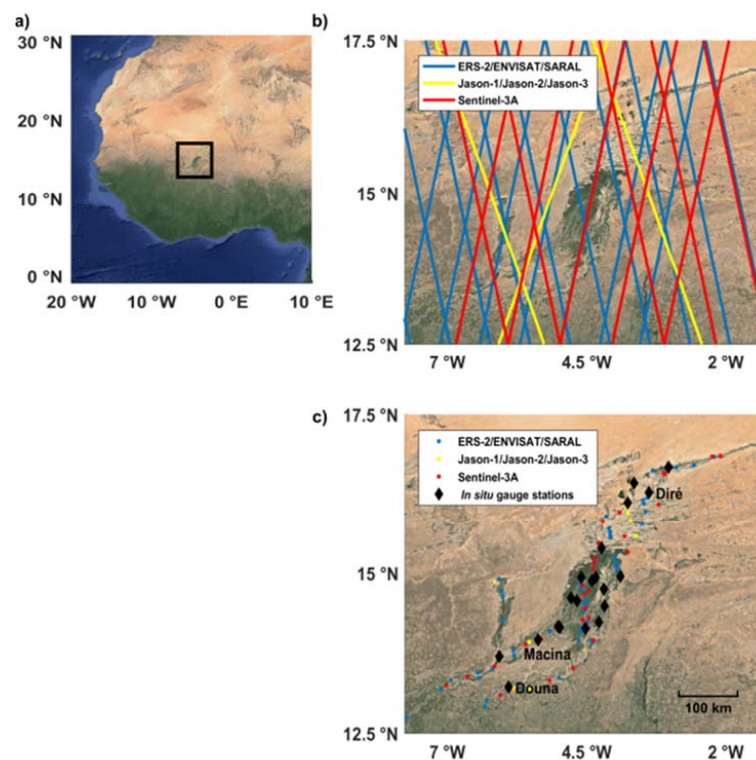 a)
30 °N
20 °N
10 °N
0 °N
20 °W
10 °W
0 °E
10 °E
b)
17.5 °N
15 °N
12.5 °N
ERS-2/ENVISAT/SARAL
Jason-1/Jason-2/Jason-3
Sentinel-3A
7 °W
4.5 °W
2 °W
c)
17.5 °N
15 °N
12.5 °N
ERS-2/ENVISAT/SARAL
Jason-1/Jason-2/Jason-3
Sentinel-3A
In situ gauge stations
Diré
Macina
Douna
100 km
7 °W
4.5 °W
2 °W